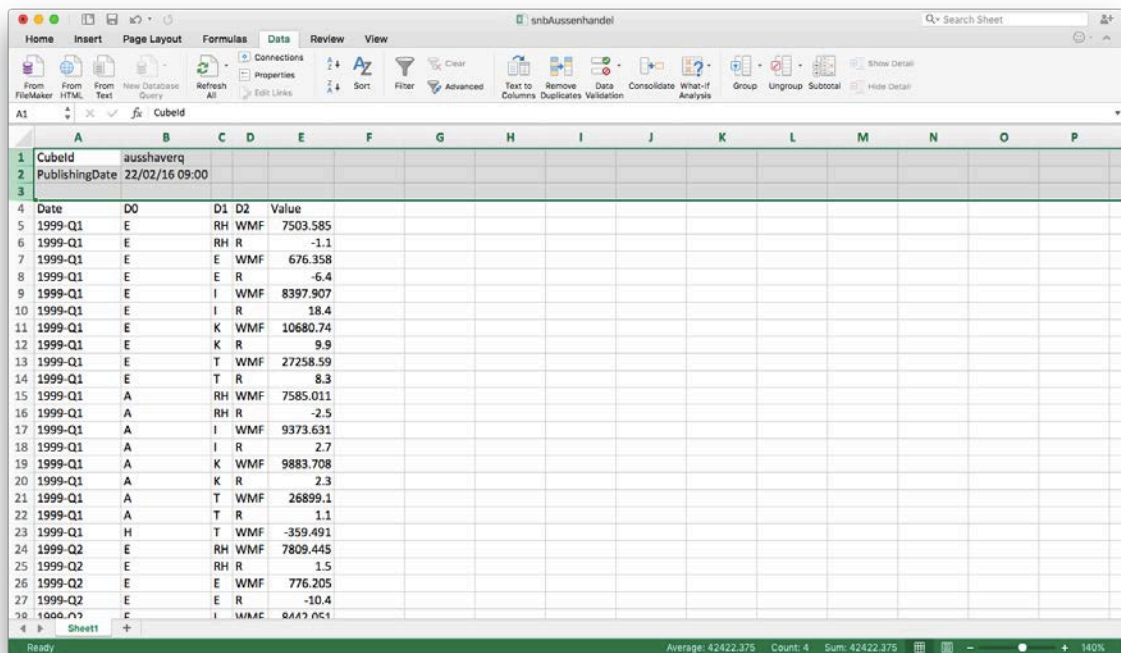 snbAussenhandel
Search Sheet
Home Insert Page Layout Formulas Data Review View
From FileMaker From HTML From Text New Database Query Refresh All Connections Properties Edit Links Sort Filter Clear Advanced Text to Columns Remove Duplicates Data Validation Consolidate What-If Analysis Group Ungroup Subtotal Show Detail Hide Detail
A1 fx CubeId
A B C D E F G H I J K L M N O P
1 CubeId ausshaverq
2 PublishingDate 22/02/16 09:00
3
4 Date D0 D1 D2 Value
5 1999-Q1 E RH WMF 7503.585
6 1999-Q1 E RH R -1.1
7 1999-Q1 E E WMF 676.358
8 1999-Q1 E E R -6.4
9 1999-Q1 E I WMF 8397.907
10 1999-Q1 E I R 18.4
11 1999-Q1 E K WMF 10680.74
12 1999-Q1 E K R 9.9
13 1999-Q1 E T WMF 27258.59
14 1999-Q1 E T R 8.3
15 1999-Q1 A RH WMF 7585.011
16 1999-Q1 A RH R -2.5
17 1999-Q1 A I WMF 9373.631
18 1999-Q1 A I R 2.7
19 1999-Q1 A K WMF 9883.708
20 1999-Q1 A K R 2.3
21 1999-Q1 A T WMF 26899.1
22 1999-Q1 A T R 1.1
23 1999-Q1 H T WMF -359.491
24 1999-Q2 E RH WMF 7809.445
25 1999-Q2 E RH R 1.5
26 1999-Q2 E E WMF 776.205
27 1999-Q2 E E R -10.4
28 1999-Q2 E I WMF 8442.051
Sheet1
Ready Average: 42422.375 Count: 4 Sum: 42422.375 140%